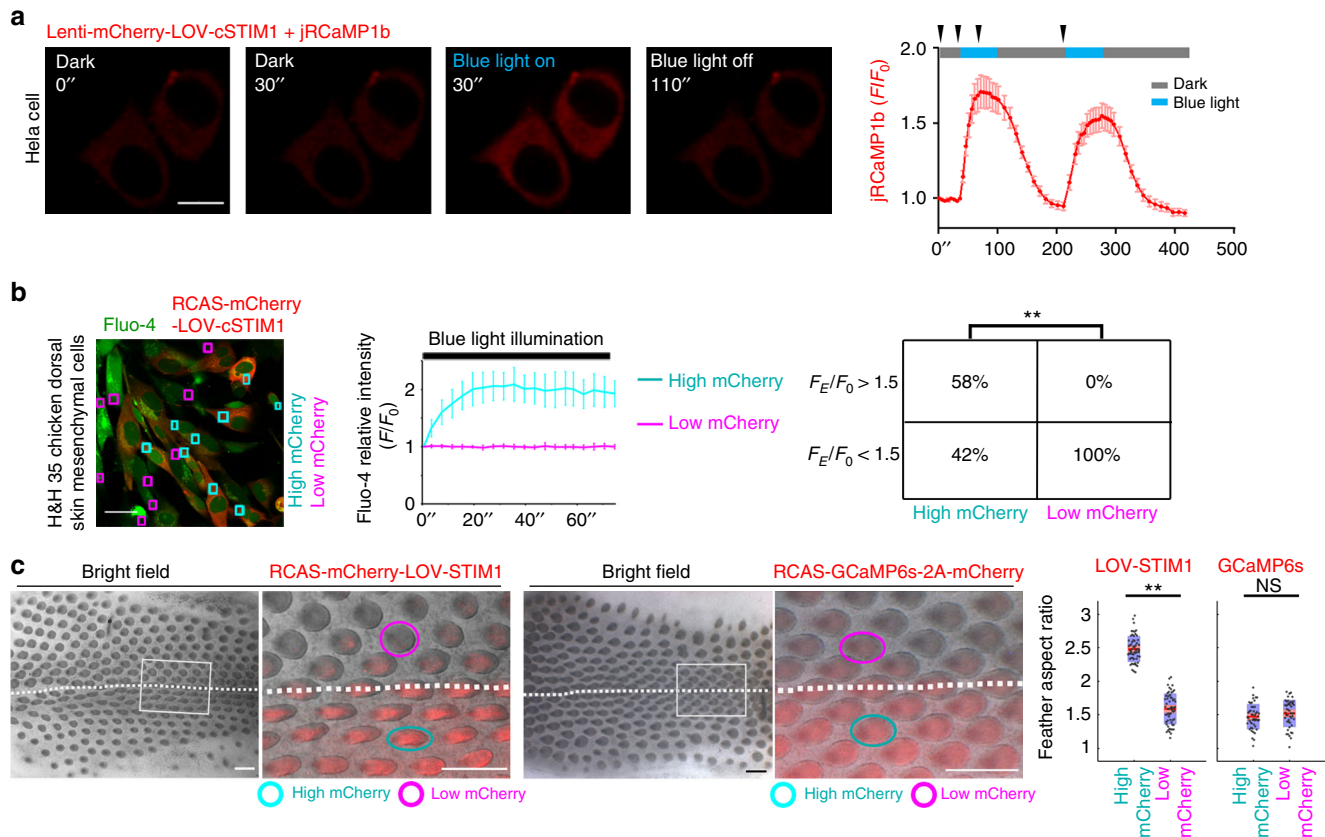 a
Lenti-mCherry-LOV-cSTIM1 + jRCaMP1b
Hela cell
Dark
0′′
Dark
30′′
Blue light on
30′′
Blue light off
110′′
jRCaMP1b (F/F0)
2.0
1.5
1.0
0′′ 100 200 300 400 500
Dark
Blue light
b
H&H 35 chicken dorsal
skin mesenchymal cells
Fluo-4
RCAS-mCherry
-LOV-cSTIM1
High mCherry
Low mCherry
Blue light illumination
Fluo-4 relative intensity
(F/F0)
2
1
0
0′′ 20′′ 40′′ 60′′
High mCherry
Low mCherry
**
FE/F0 > 1.5
58% 0%
FE/F0 < 1.5
42% 100%
High mCherry Low mCherry
c
Bright field
RCAS-mCherry-LOV-STIM1
Bright field
RCAS-GCaMP6s-2A-mCherry
High mCherry Low mCherry
High mCherry Low mCherry
LOV-STIM1 GCaMP6s
** NS
Feather aspect ratio
3
2.5
2
1.5
1
High
mCherry
Low
mCherry
High
mCherry
Low
mCherry